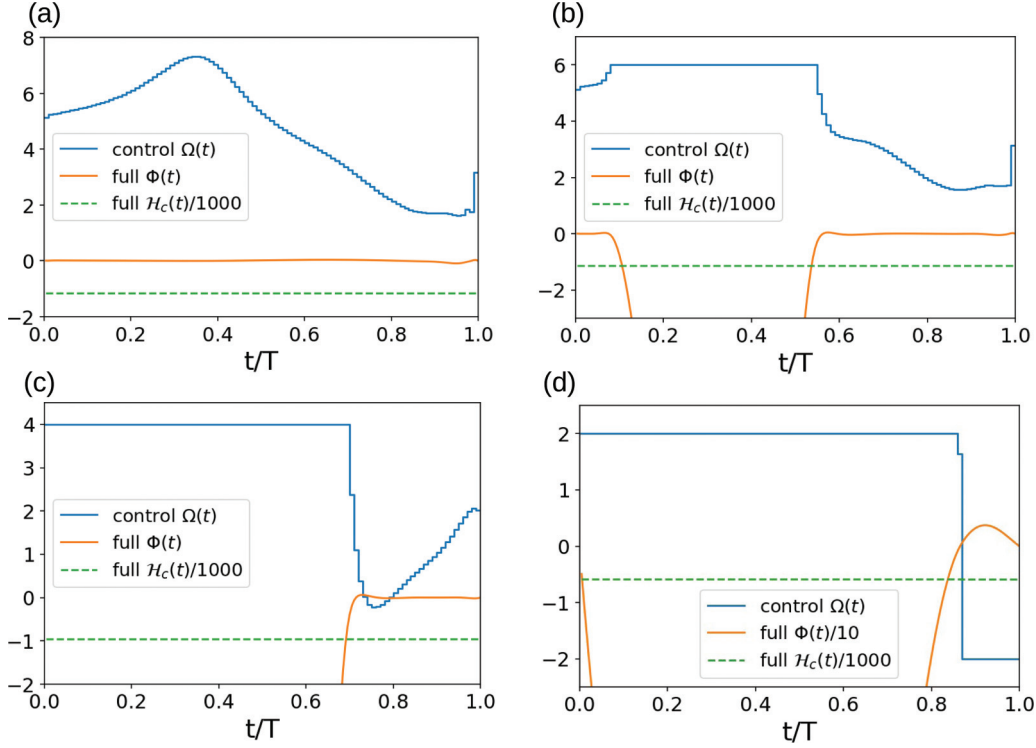 (a)
8
6
4
2
0
−2
control Ω(t)
full Φ(t)
full ℋc(t)/1000
0.0 0.2 0.4 0.6 0.8 1.0
t/T
(b)
6
4
2
0
−2
control Ω(t)
full Φ(t)
full ℋc(t)/1000
0.0 0.2 0.4 0.6 0.8 1.0
t/T
(c)
4
3
2
1
0
−1
−2
control Ω(t)
full Φ(t)
full ℋc(t)/1000
0.0 0.2 0.4 0.6 0.8 1.0
t/T
(d)
2
1
0
−1
−2
control Ω(t)
full Φ(t)/10
full ℋc(t)/1000
0.0 0.2 0.4 0.6 0.8 1.0
t/T